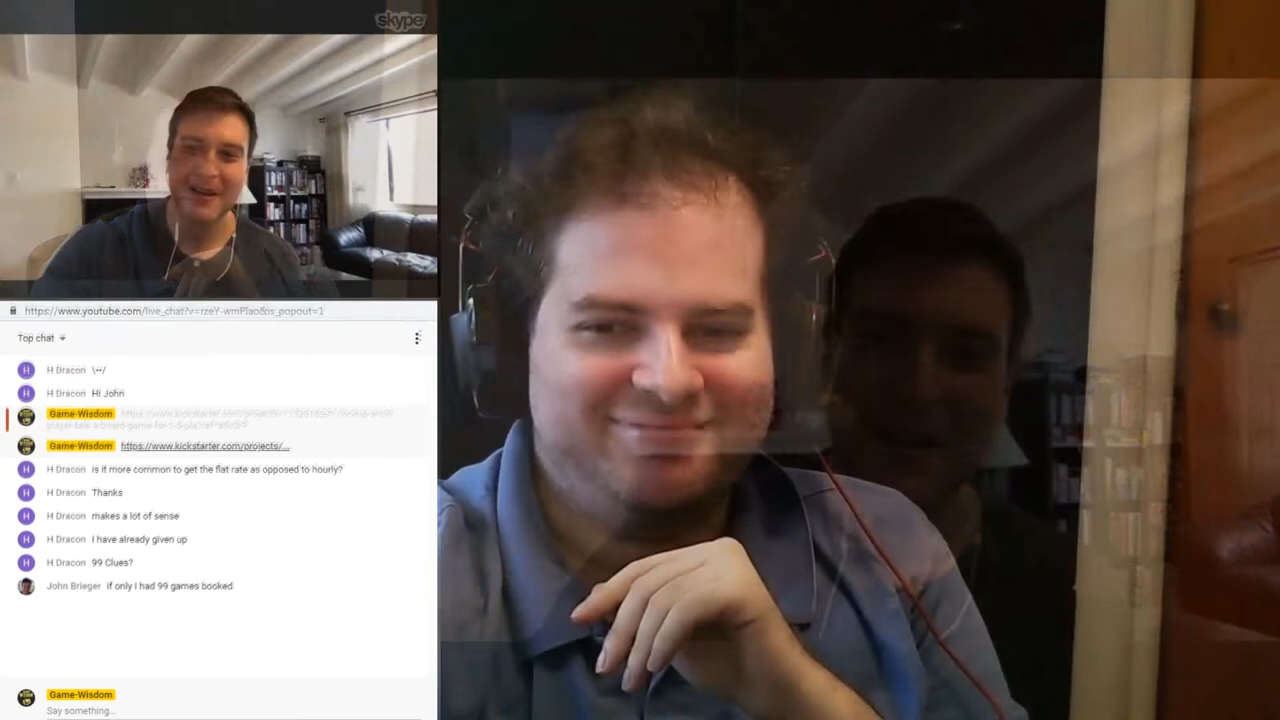 skype
https://www.youtube.com/live_chat?v=rzeY-wmPIao&is_popout=1
Top chat
H H Dracon \--/
H H Dracon Hi John
Game-Wisdom
Game-Wisdom https://www.kickstarter.com/projects/...
H H Dracon is it more common to get the flat rate as opposed to hourly?
H H Dracon Thanks
H H Dracon makes a lot of sense
H H Dracon I have already given up
H H Dracon 99 Clues?
John Brieger if only I had 99 games booked
Game-Wisdom
Say something...